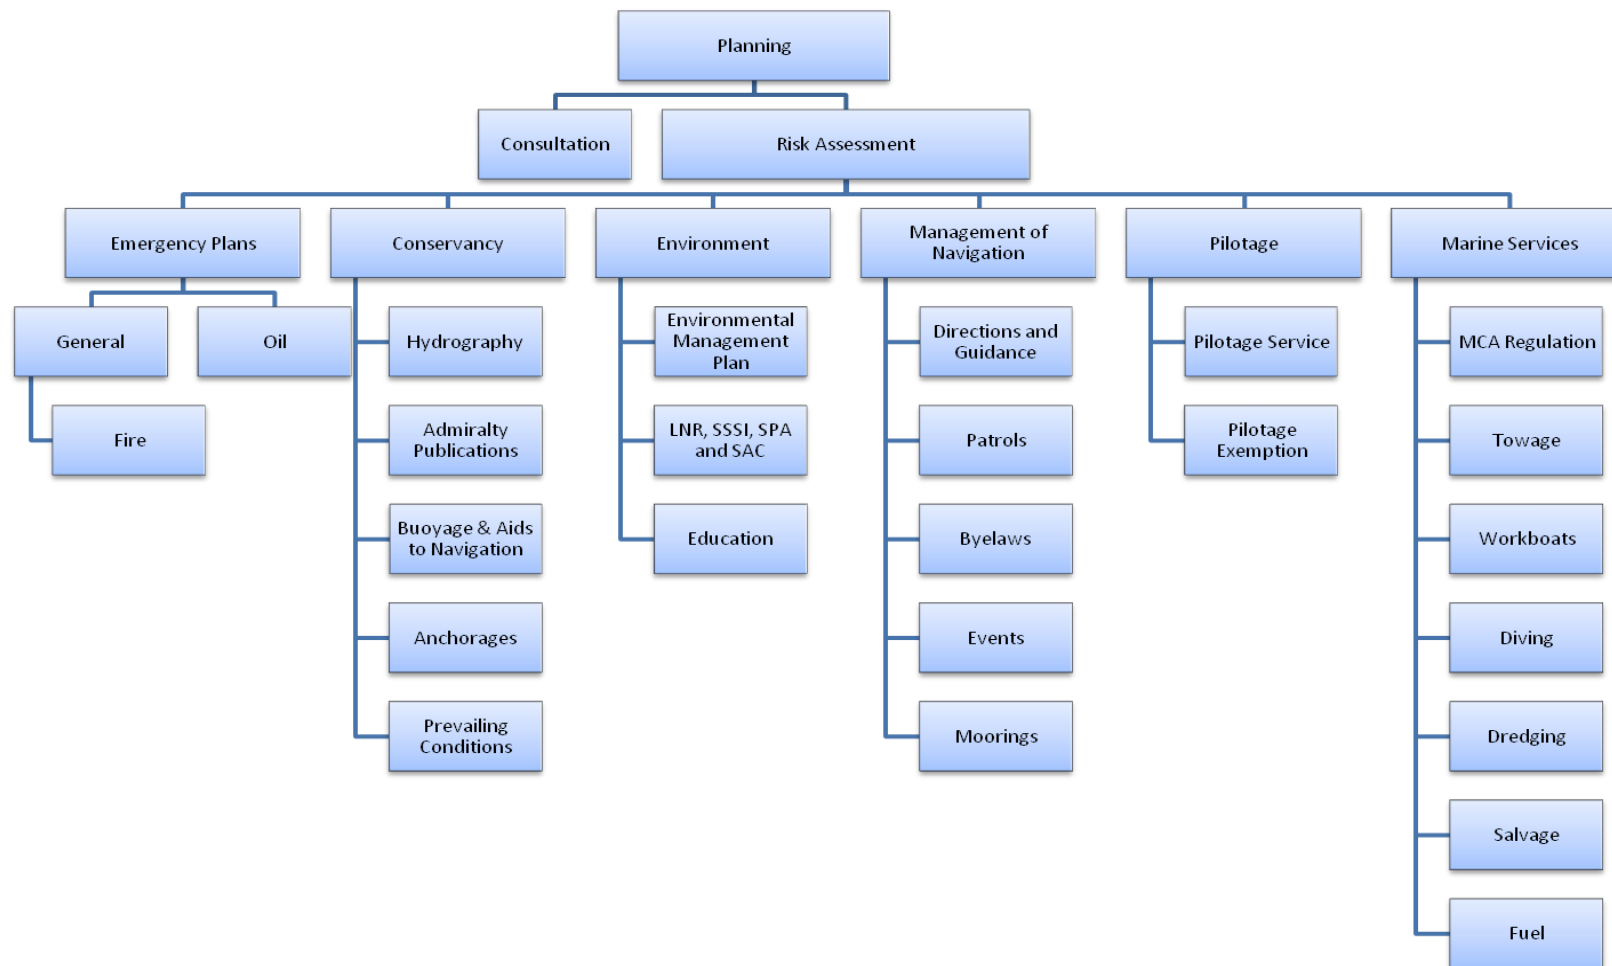 Planning
Consultation
Risk Assessment
Emergency Plans
Conservancy
Environment
Management of
Navigation
Pilotage
Marine Services
General
Oil
Fire
Hydrography
Admiralty
Publications
Buoyage & Aids
to Navigation
Anchorages
Prevailing
Conditions
Environmental
Management
Plan
LNR, SSSI, SPA
and SAC
Education
Directions and
Guidance
Patrols
Byelaws
Events
Moorings
Pilotage Service
Pilotage
Exemption
MCA Regulation
Towage
Workboats
Diving
Dredging
Salvage
Fuel